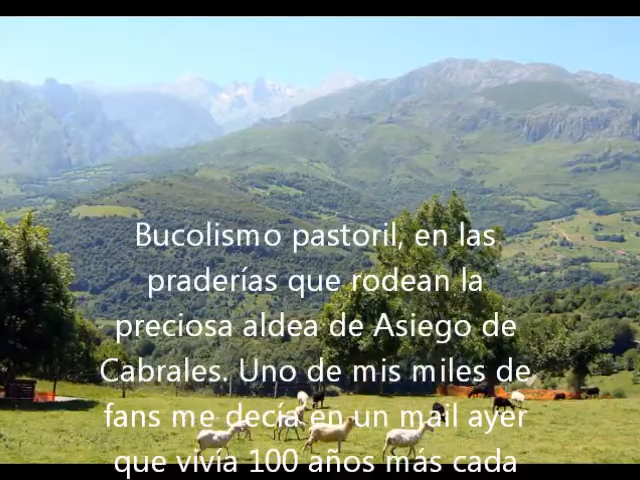 Bucolismo pastoril, en las
praderías que rodean la
preciosa aldea de Asiego de
Cabrales. Uno de mis miles de
fans me decía en un mail ayer
que vivía 100 años más cada